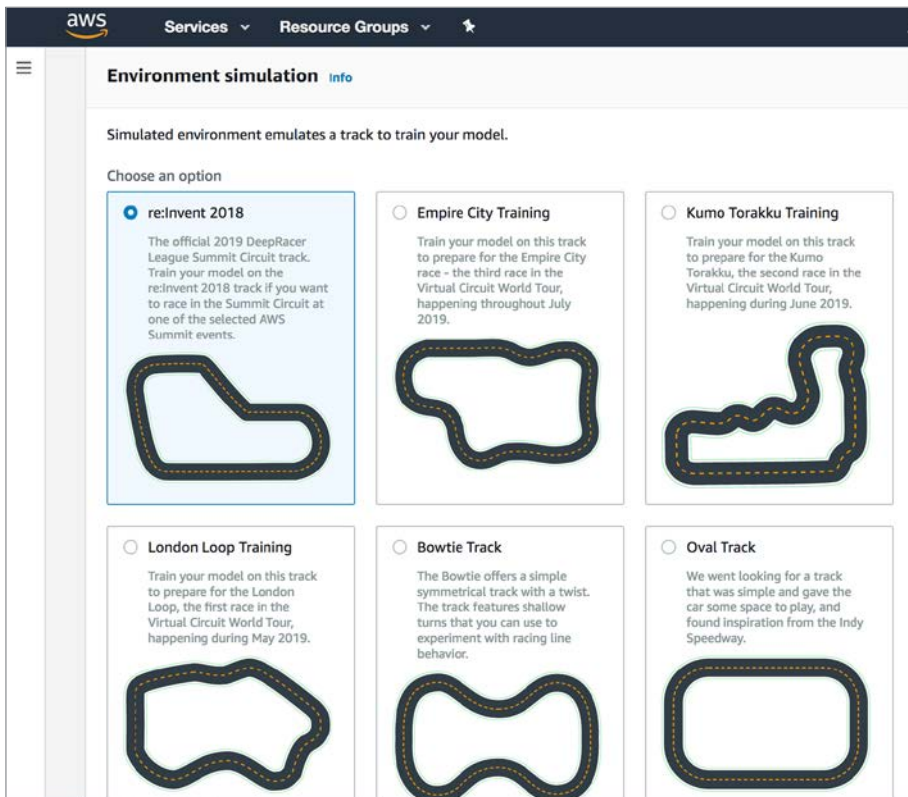 aws
Services
Resource Groups
Environment simulation Info
Simulated environment emulates a track to train your model.
Choose an option
re:Invent 2018
The official 2019 DeepRacer
League Summit Circuit track.
Train your model on the
re:Invent 2018 track if you want
to race in the Summit Circuit at
one of the selected AWS
Summit events.
Empire City Training
Train your model on this track
to prepare for the Empire City
race - the third race in the
Virtual Circuit World Tour,
happening throughout July
2019.
Kumo Torakku Training
Train your model on this track
to prepare for the Kumo
Torakku, the second race in the
Virtual Circuit World Tour,
happening during June 2019.
London Loop Training
Train your model on this track
to prepare for the London
Loop, the first race in the
Virtual Circuit World Tour,
happening during May 2019.
Bowtie Track
The Bowtie offers a simple
symmetrical track with a twist.
The track features shallow
turns that you can use to
experiment with racing line
behavior.
Oval Track
We went looking for a track
that was simple and gave the
car some space to play, and
found inspiration from the Indy
Speedway.